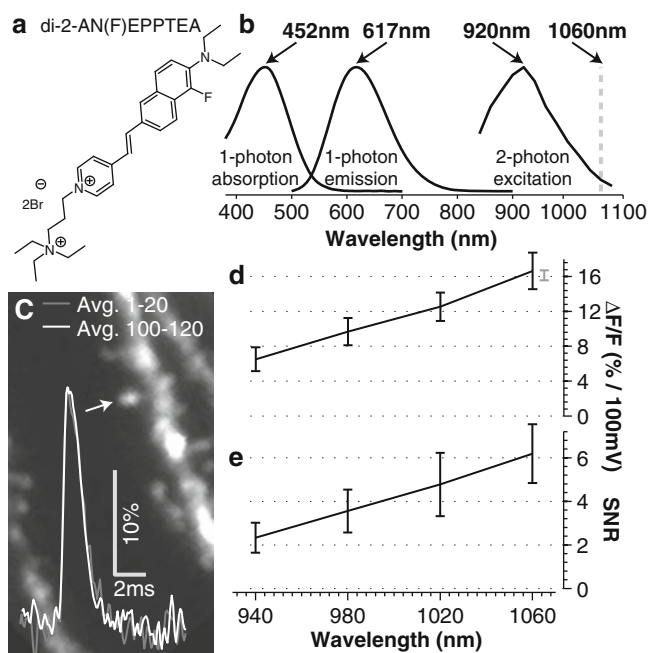 a di-2-AN(F)EPPTEA
N
F
N
⊕
⊖
2Br
N
⊕
b 452nm 617nm 920nm 1060nm
1-photon absorption
1-photon emission
2-photon excitation
400 500 600 700 800 900 1000 1100
Wavelength (nm)
C Avg. 1-20
Avg. 100-120
10%
2ms
d
16
12
8
4
0
ΔF/F (% / 100mV)
e
6
4
2
0
SNR
940 980 1020 1060
Wavelength (nm)